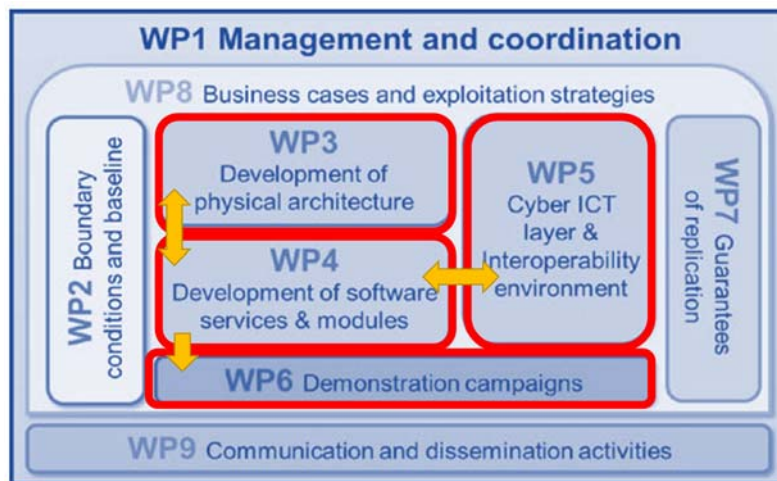 WP1 Management and coordination
WP8 Business cases and exploitation strategies
WP2 Boundary
conditions and baseline
WP3
Development of
physical architecture
WP4
Development of software
services & modules
WP5
Cyber ICT
layer &
Interoperability
environment
WP7 Guarantees
of replication
WP6 Demonstration campaigns
WP9 Communication and dissemination activities